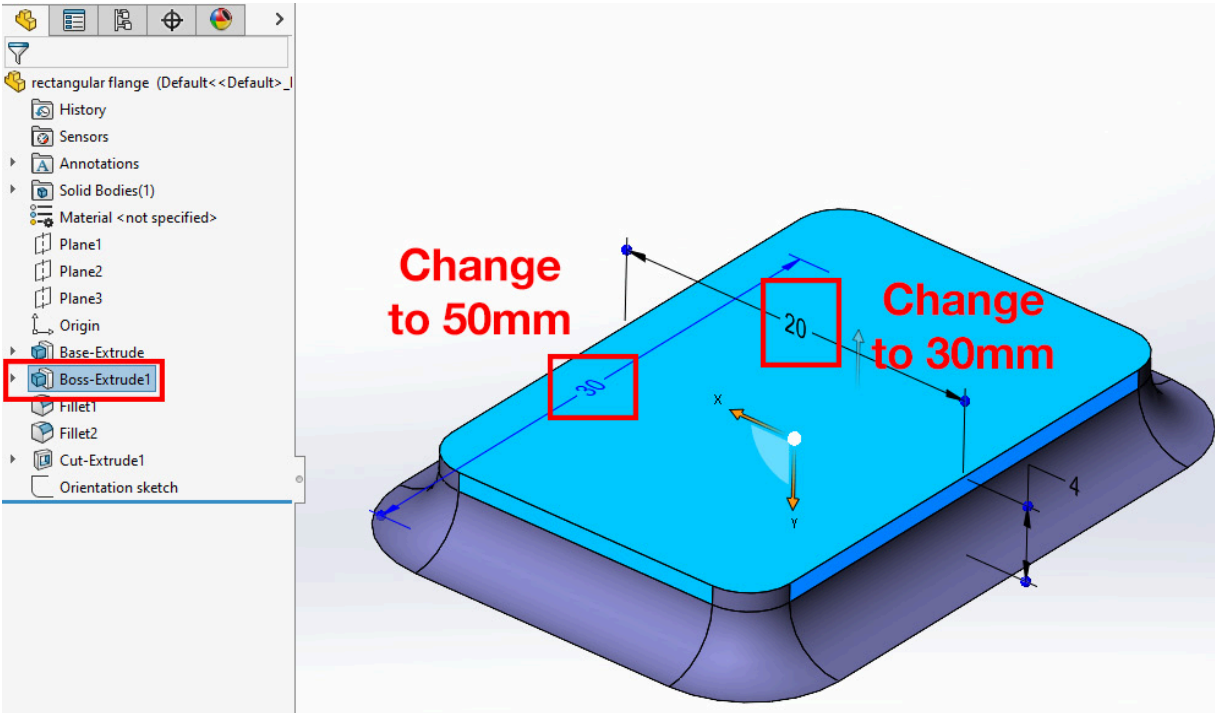 rectangular flange (Default<<Default>_
History
Sensors
Annotations
Solid Bodies(1)
Material <not specified>
Plane1
Plane2
Plane3
Origin
Base-Extrude
Boss-Extrude1
Fillet1
Fillet2
Cut-Extrude1
Orientation sketch
Change
to 50mm
20
Change
to 30mm
30
X
Y
4